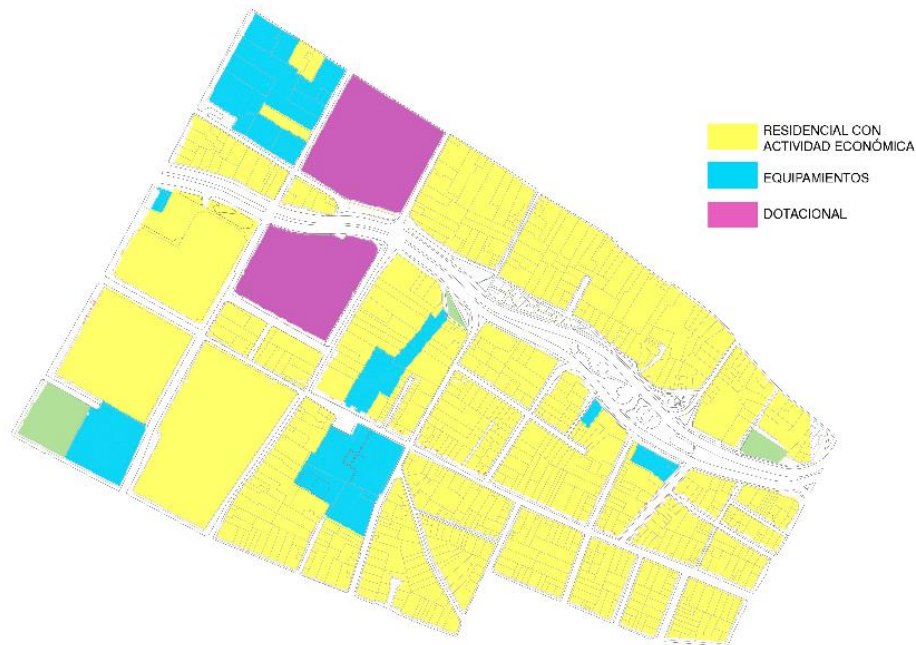 RESIDENCIAL CON
ACTIVIDAD ECONÓMICA
EQUIPAMIENTOS
DOTACIONAL